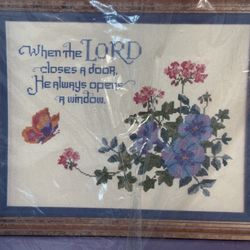 When the LORD
closes a door,
He always opens
a window.